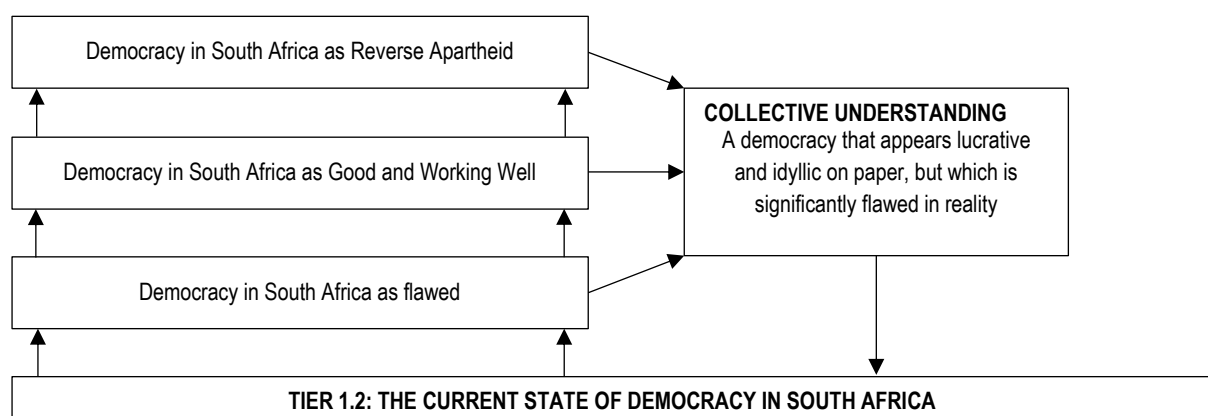 Democracy in South Africa as Reverse Apartheid
COLLECTIVE UNDERSTANDING
A democracy that appears lucrative
and idyllic on paper, but which is
significantly flawed in reality
Democracy in South Africa as Good and Working Well
Democracy in South Africa as flawed
TIER 1.2: THE CURRENT STATE OF DEMOCRACY IN SOUTH AFRICA